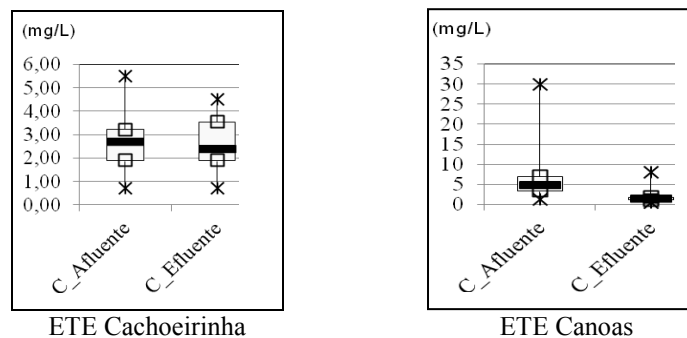 (mg/L)
6,00
5,00
4,00
3,00
2,00
1,00
0,00
C_Afluente
C_Efluente
ETE Cachoeirinha
(mg/L)
35
30
25
20
15
10
5
0
C_Afluente
C_Efluente
ETE Canoas